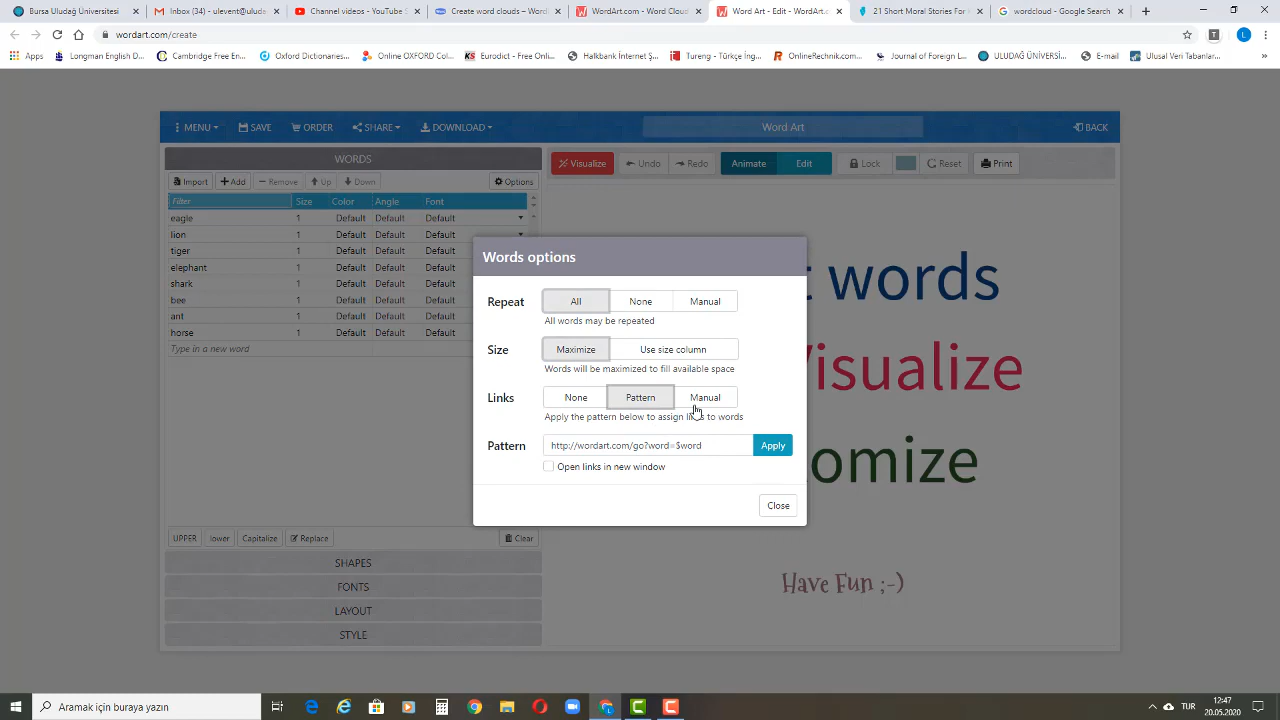 Bursa Uludağ Üniversitesi
Inbox (34) - ulevent@uluda
Channel videos - YouTube S
Create word clouds – Words
WordArt.com - Word Cloud
Word Art - Edit - WordArt.c
21 Short Moral Stories For K
wordcloud - Google Search
wordart.com/create
Apps
Longman English D...
Cambridge Free En...
Oxford Dictionaries...
Online OXFORD Col...
Eurodict - Free Onli...
Halkbank İnternet Ş...
Tureng - Türkçe İng...
OnlineRechnik.com...
Journal of Foreign L...
ULUDAĞ ÜNİVERSİ...
E-mail
Ulusal Veri Tabanlar...
MENU
SAVE
ORDER
SHARE
DOWNLOAD
Word Art
BACK
WORDS
Visualize
Undo
Redo
Animate
Edit
Lock
Reset
Print
Import
Add
Remove
Up
Down
Options
Filter Size Color Angle Font
eagle 1 Default Default Default
lion 1 Default Default Default
tiger 1 Default Default Default
elephant 1 Default Default Default
shark 1 Default Default Default
bee 1 Default Default Default
ant 1 Default Default Default
horse 1 Default Default Default
Type in a new word
Words options
Repeat All None Manual
All words may be repeated
Size Maximize Use size column
Words will be maximized to fill available space
Links None Pattern Manual
Apply the pattern below to assign links to words
Pattern http://wordart.com/go?word=$word Apply
Open links in new window
Close
words
Visualize
omize
Have Fun ;-)
UPPER
lower
Capitalize
Replace
Clear
SHAPES
FONTS
LAYOUT
STYLE
Aramak için buraya yazın
TUR
12:47
20.05.2020